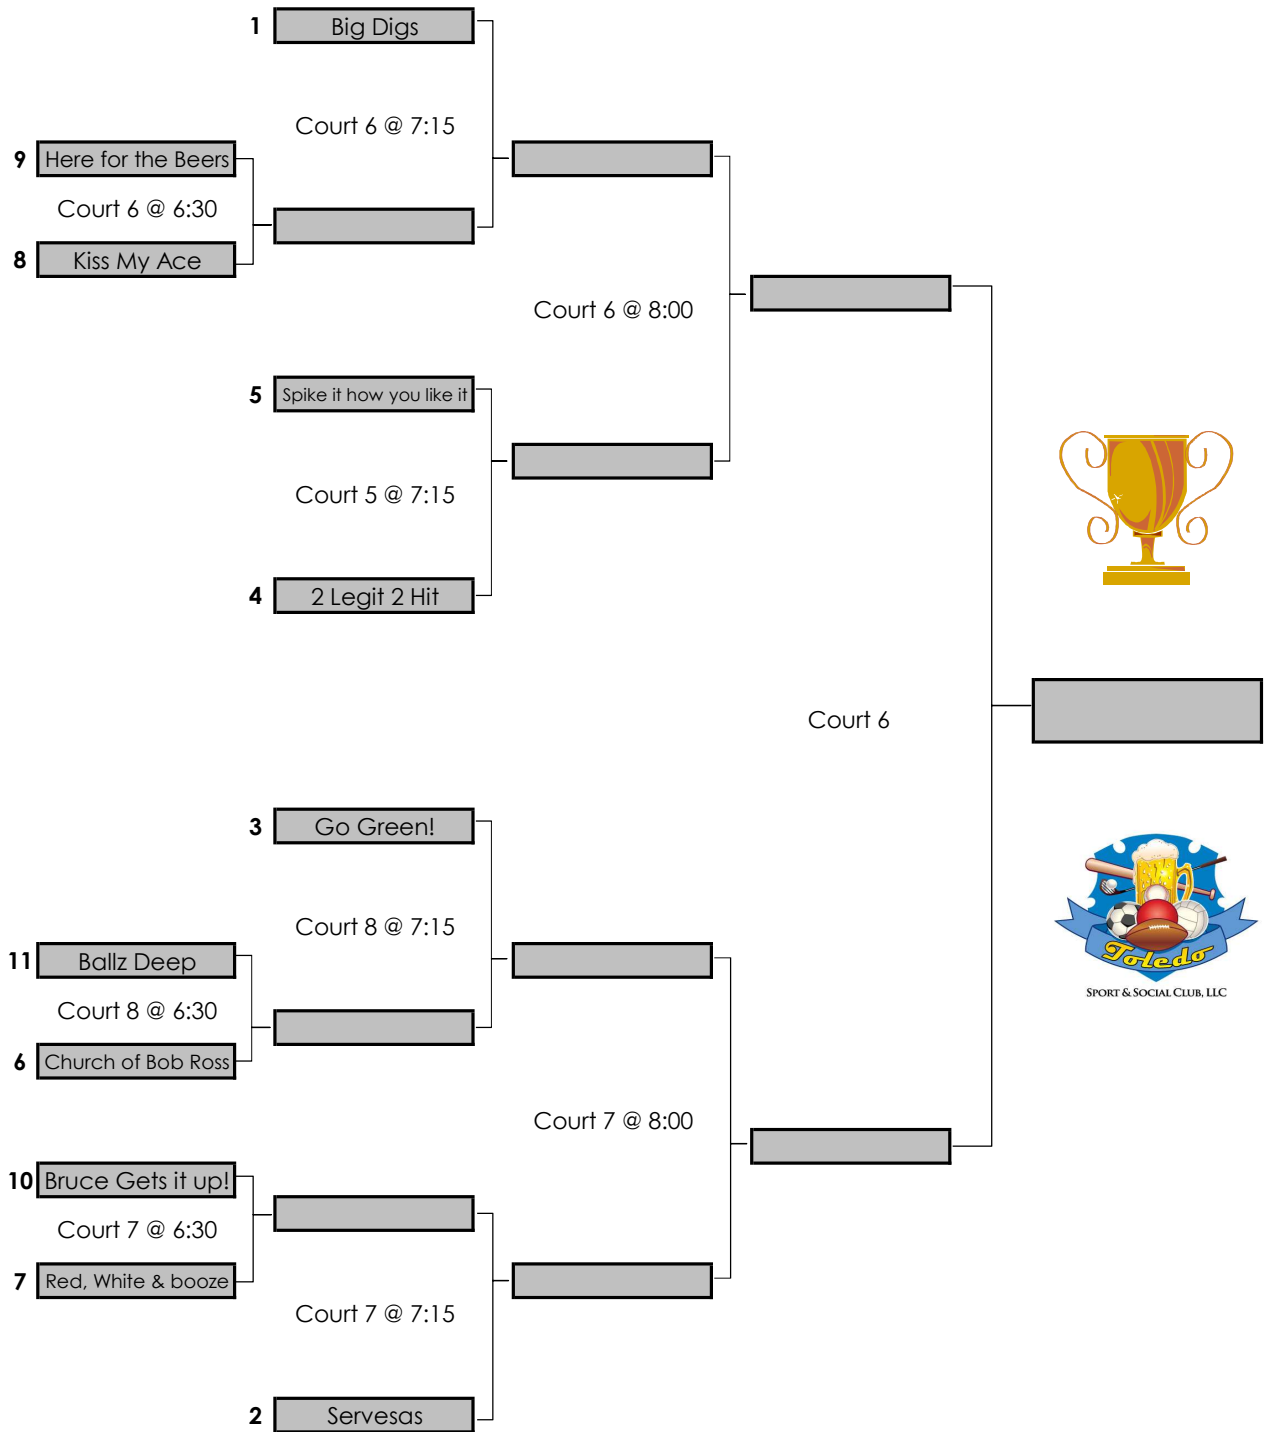 1 Big Digs
Court 6 @ 7:15
9 Here for the Beers
Court 6 @ 6:30
8 Kiss My Ace
Court 6 @ 8:00
5 Spike it how you like it
Court 5 @ 7:15
4 2 Legit 2 Hit
Court 6
3 Go Green!
Court 8 @ 7:15
11 Ballz Deep
Court 8 @ 6:30
6 Church of Bob Ross
Toledo
SPORT & SOCIAL CLUB, LLC
Court 7 @ 8:00
10 Bruce Gets it up!
Court 7 @ 6:30
7 Red, White & booze
Court 7 @ 7:15
2 Servesas